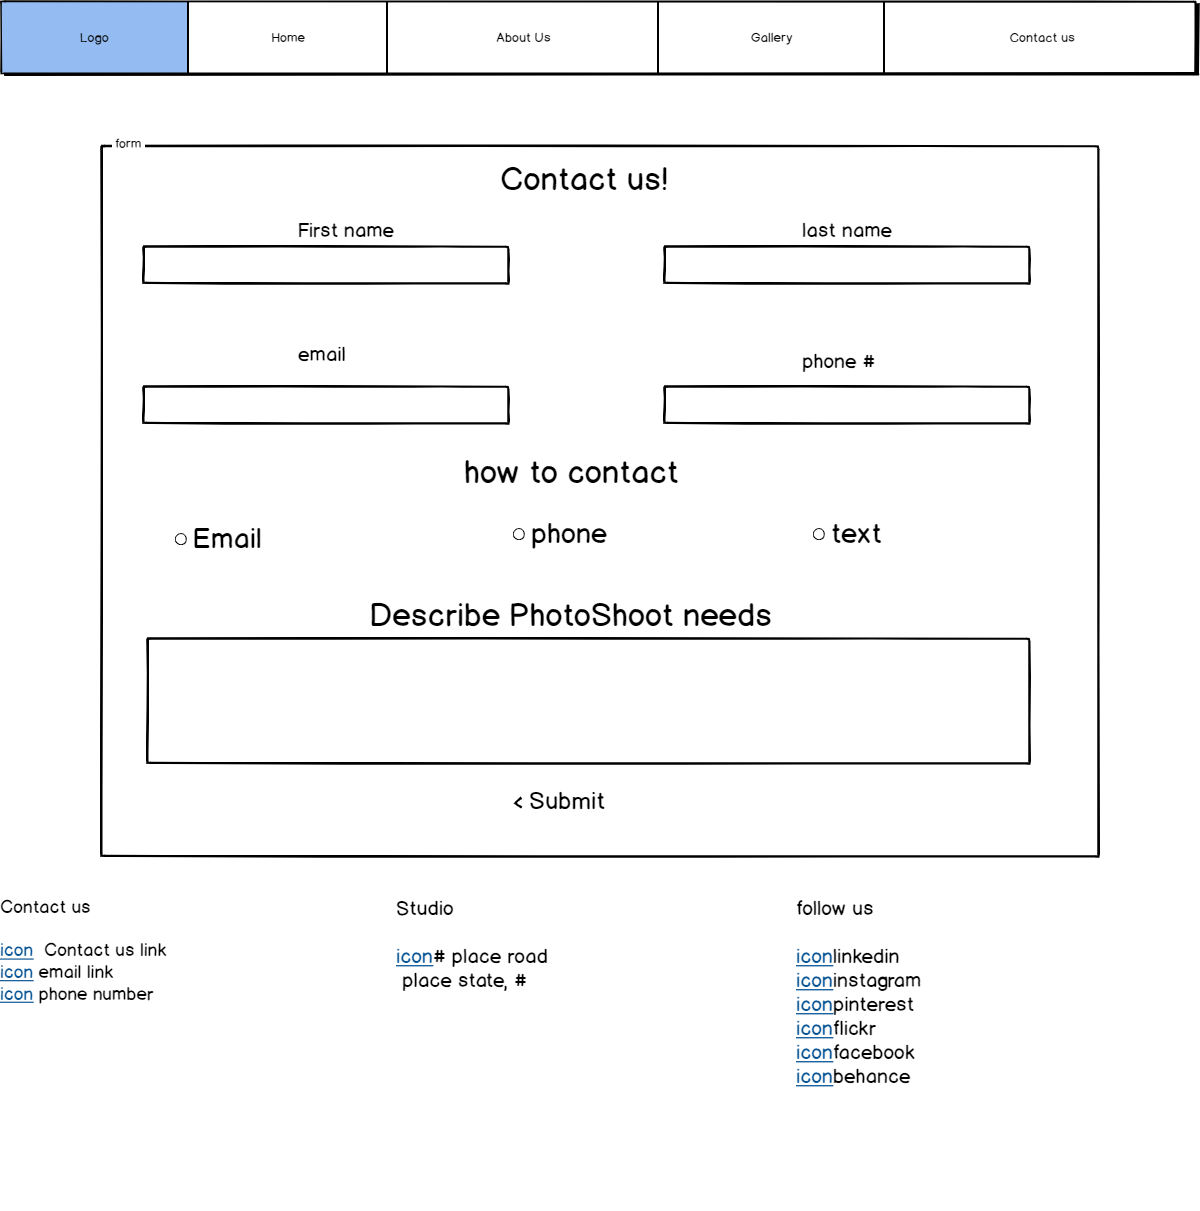 Logo Home About Us Gallery Contact us
form
Contact us!
First name last name
email phone #
how to contact
Email phone text
Describe PhotoShoot needs
< Submit
Contact us
icon Contact us link
icon email link
icon phone number
Studio
icon# place road
place state, #
follow us
iconlinkedin
iconinstagram
iconpinterest
iconflickr
iconfacebook
iconbehance